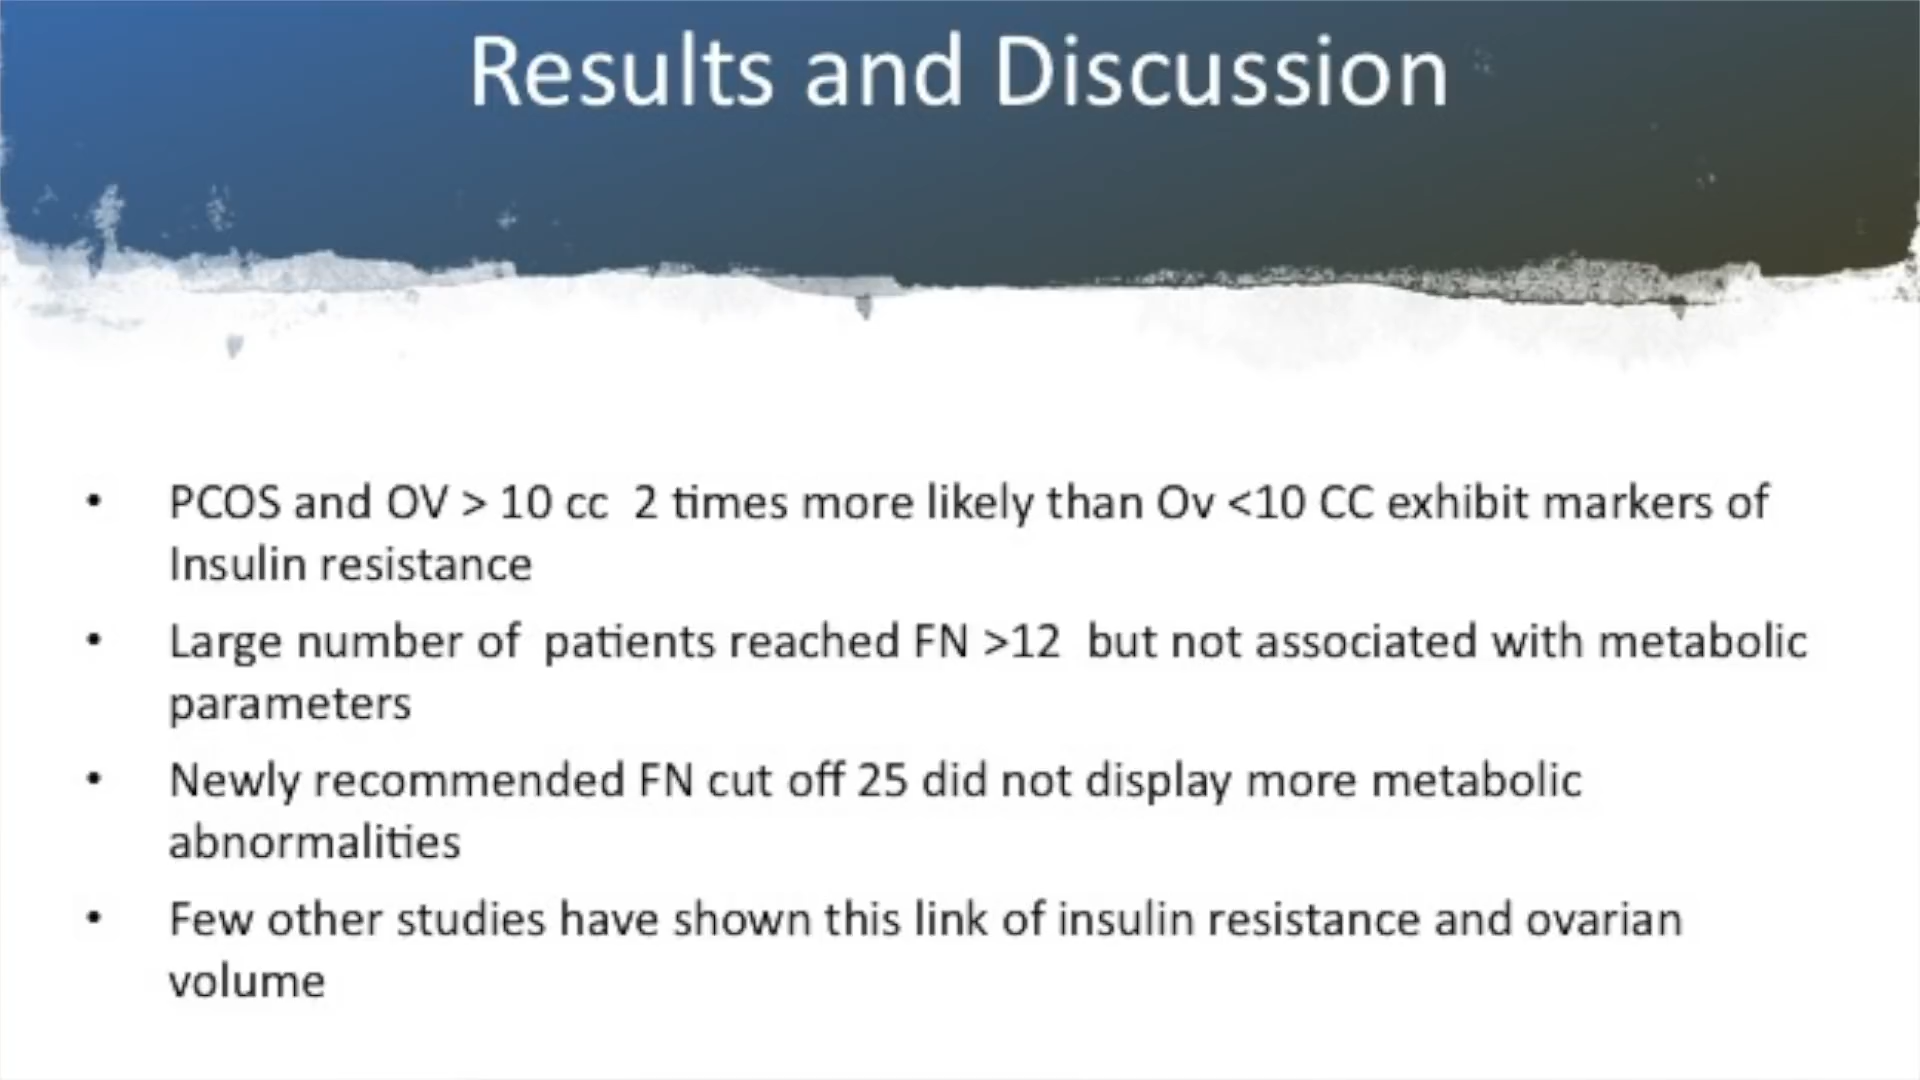 Results and Discussion
• PCOS and OV > 10 cc 2 times more likely than Ov <10 CC exhibit markers of
Insulin resistance
• Large number of patients reached FN >12 but not associated with metabolic
parameters
• Newly recommended FN cut off 25 did not display more metabolic
abnormalities
• Few other studies have shown this link of insulin resistance and ovarian
volume